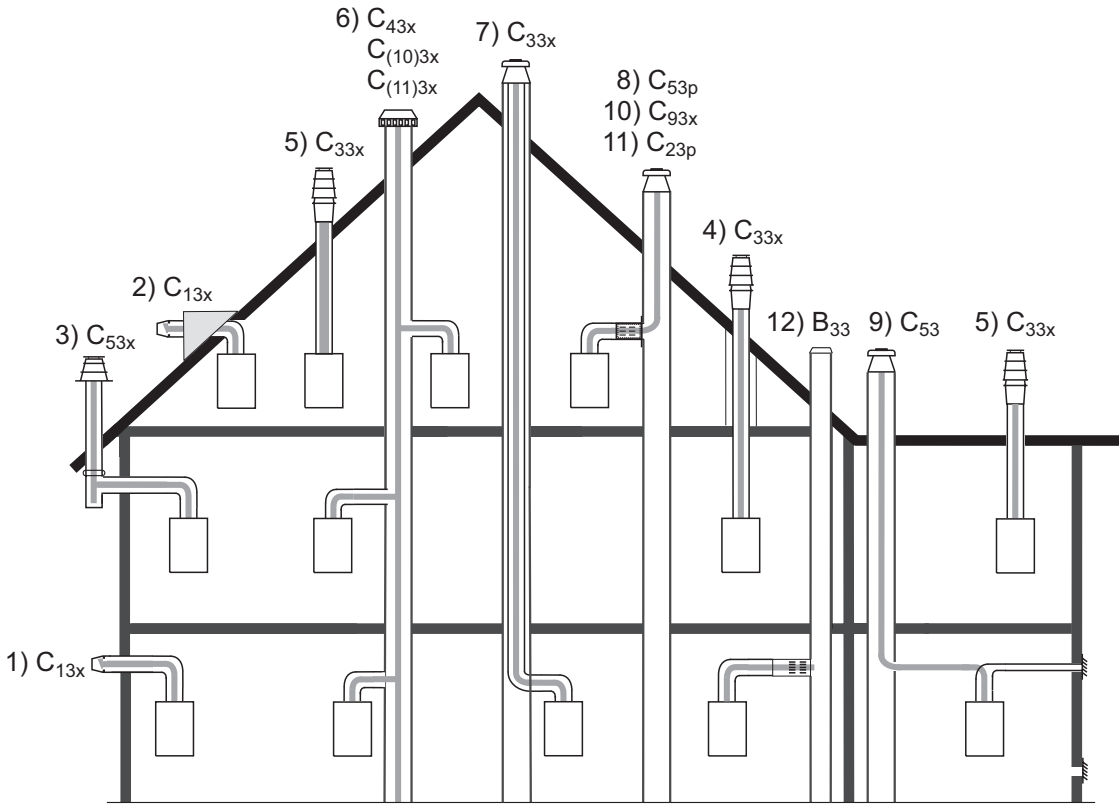 6) C43x
C(10)3x
C(11)3x
7) C33x
8) C53p
10) C93x
11) C23p
5) C33x
4) C33x
2) C13x
3) C53x
12) B33
9) C53
5) C33x
1) C13x